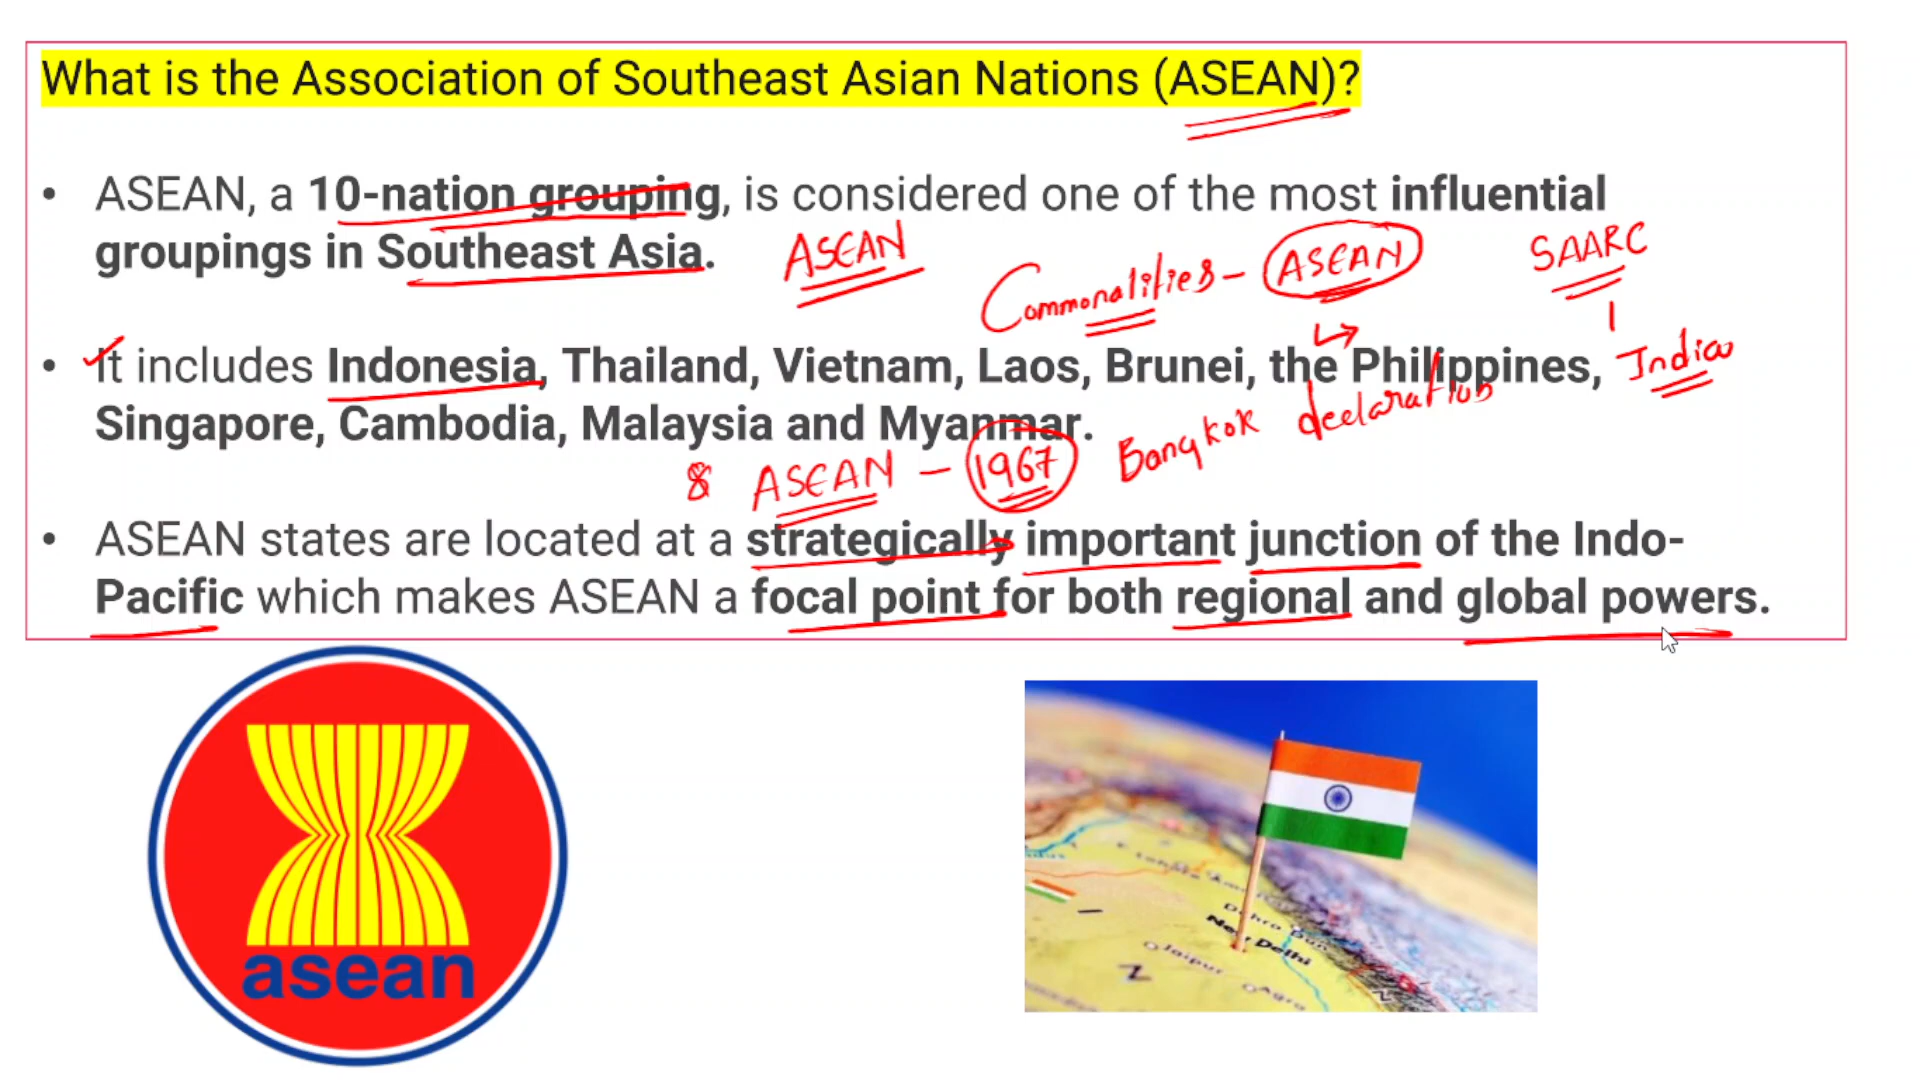 What is the Association of Southeast Asian Nations (ASEAN)?
• ASEAN, a 10-nation grouping, is considered one of the most influential
groupings in Southeast Asia.
ASEAN
Commonalities - ASEAN
SAARC
• It includes Indonesia, Thailand, Vietnam, Laos, Brunei, the Philippines,
India
Singapore, Cambodia, Malaysia and Myanmar.
8 ASEAN - 1967 Bangkok declaration
• ASEAN states are located at a strategically important junction of the Indo-
Pacific which makes ASEAN a focal point for both regional and global powers.
asean
New Delhi
Jaipur
Agra